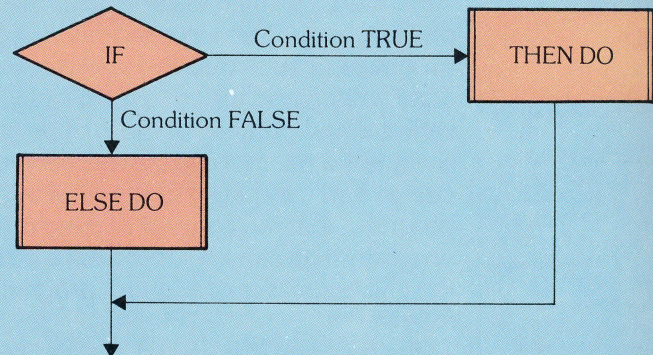 IF
Condition TRUE
THEN DO
Condition FALSE
ELSE DO